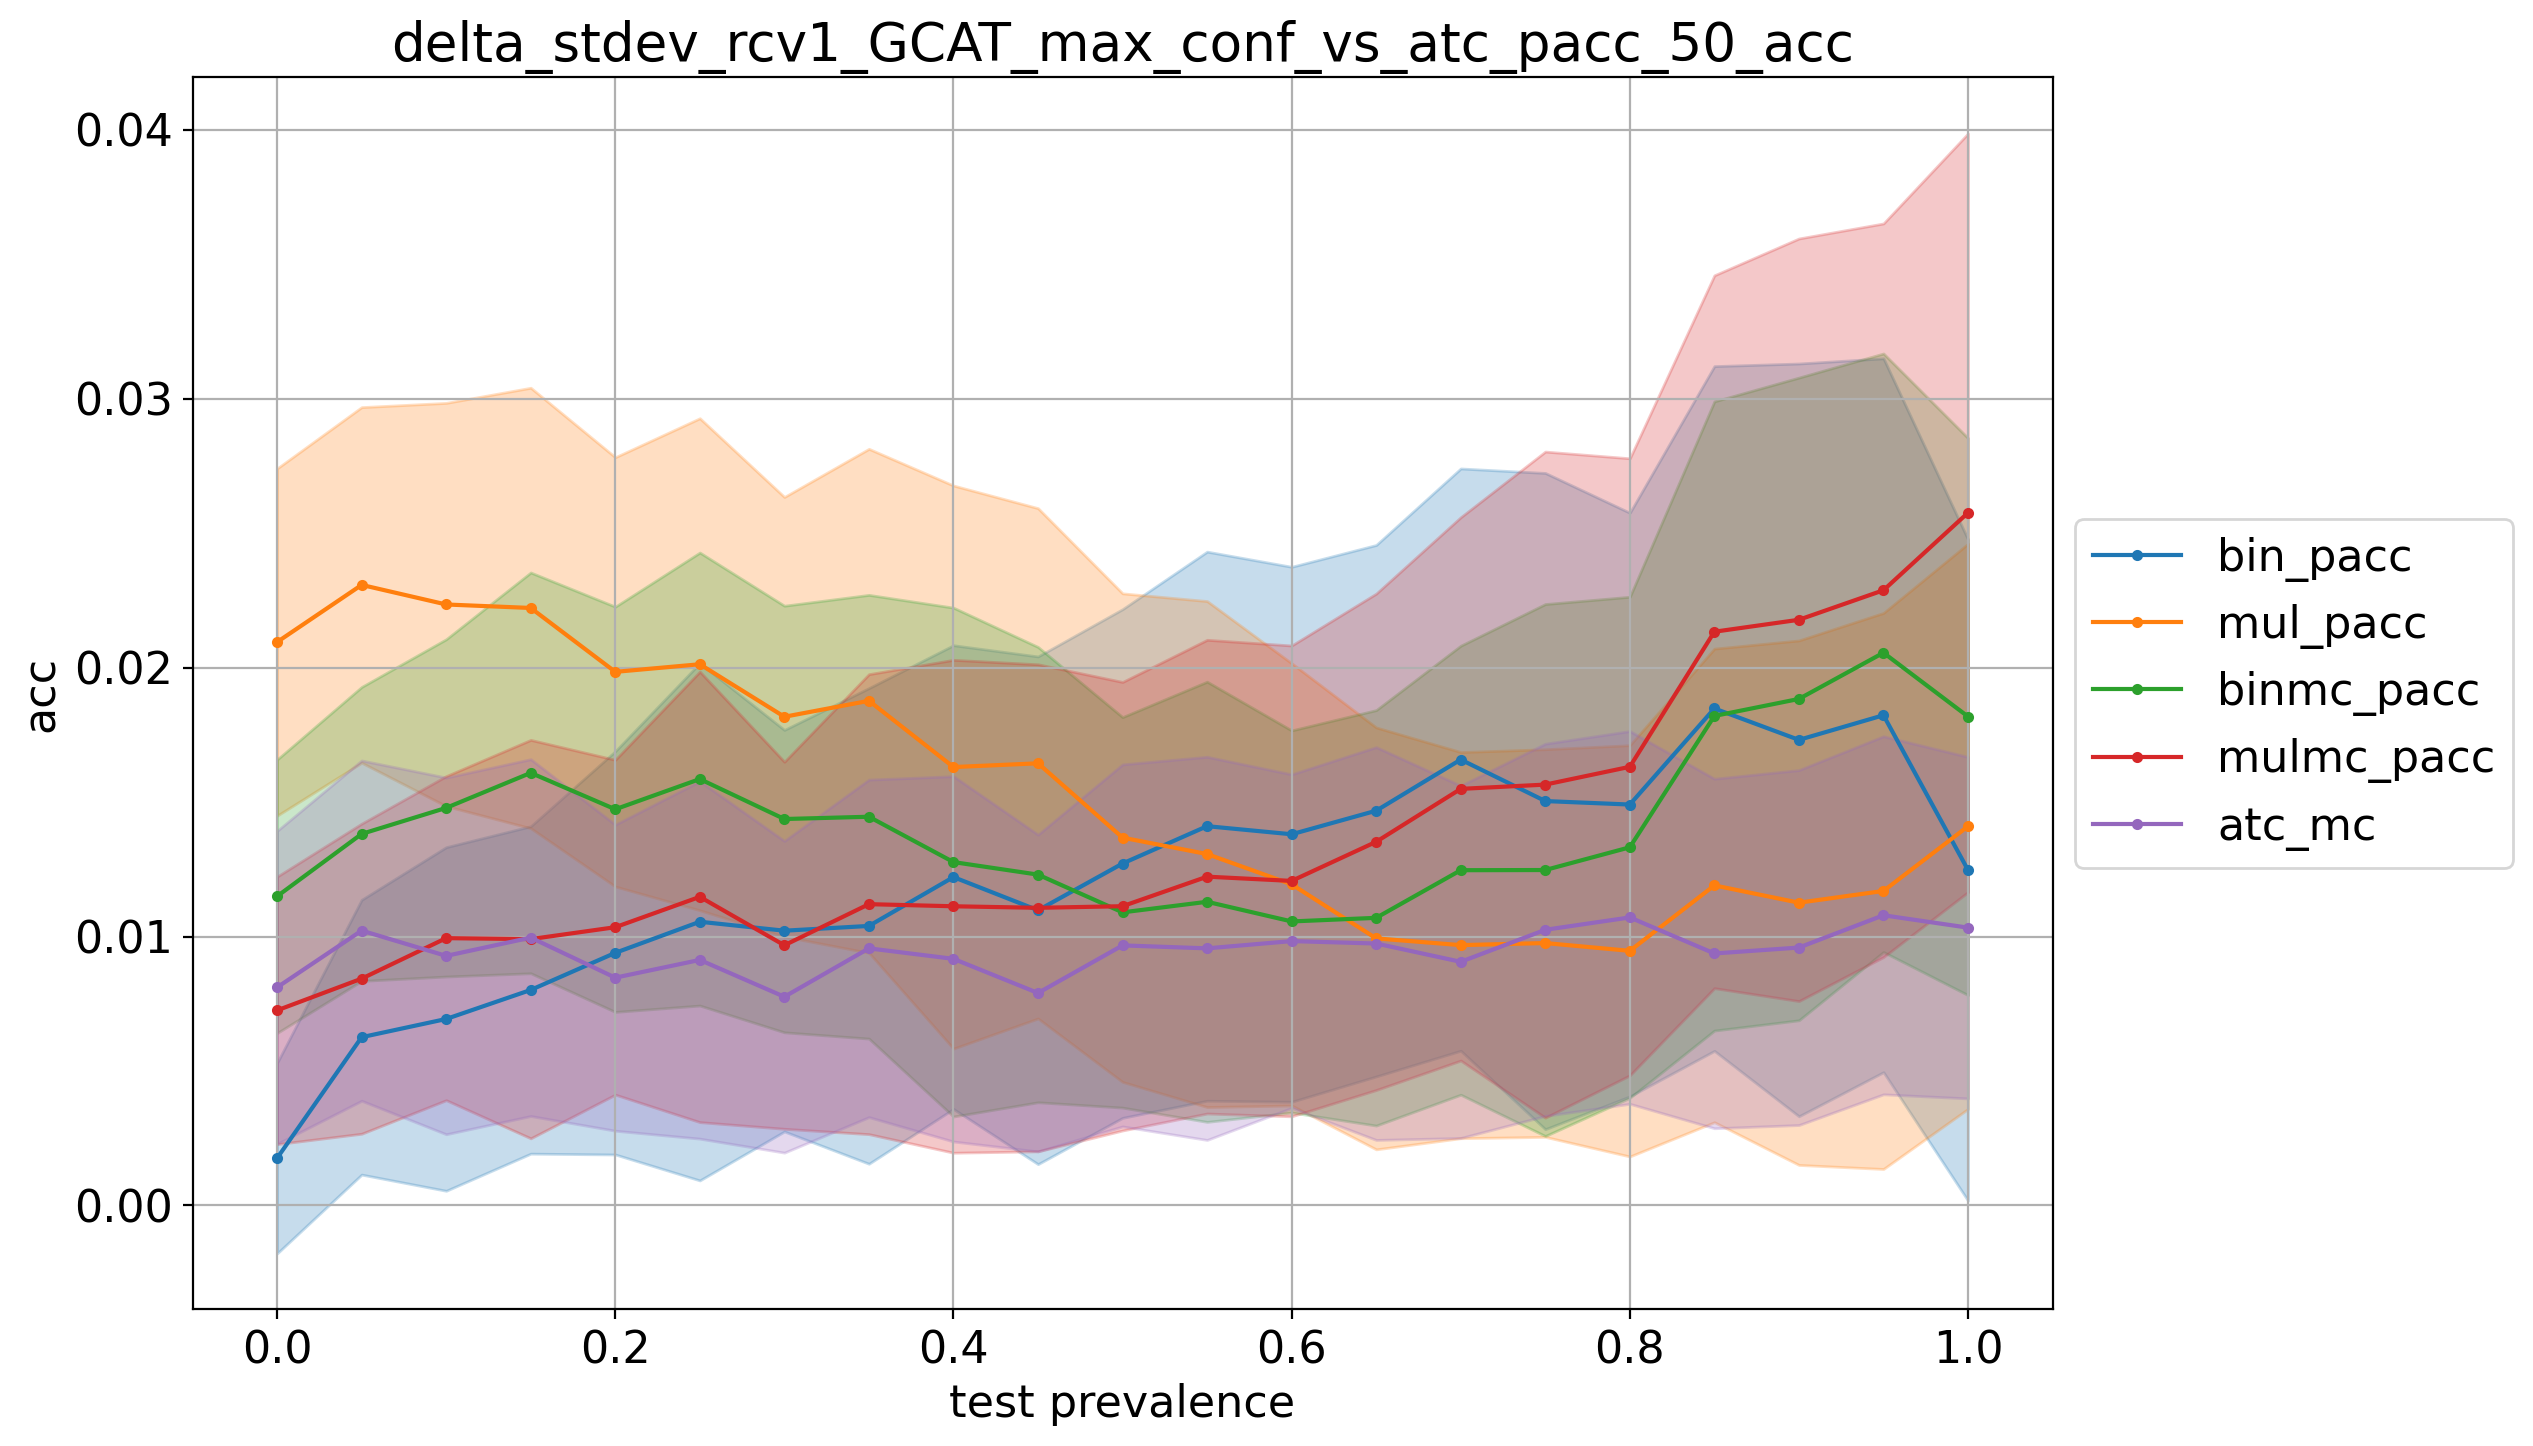 delta_stdev_rcv1_GCAT_max_conf_vs_atc_pacc_50_acc
0.04
0.03
0.02
0.01
0.00
acc
0.0 0.2 0.4 0.6 0.8 1.0
test prevalence
bin_pacc
mul_pacc
binmc_pacc
mulmc_pacc
atc_mc